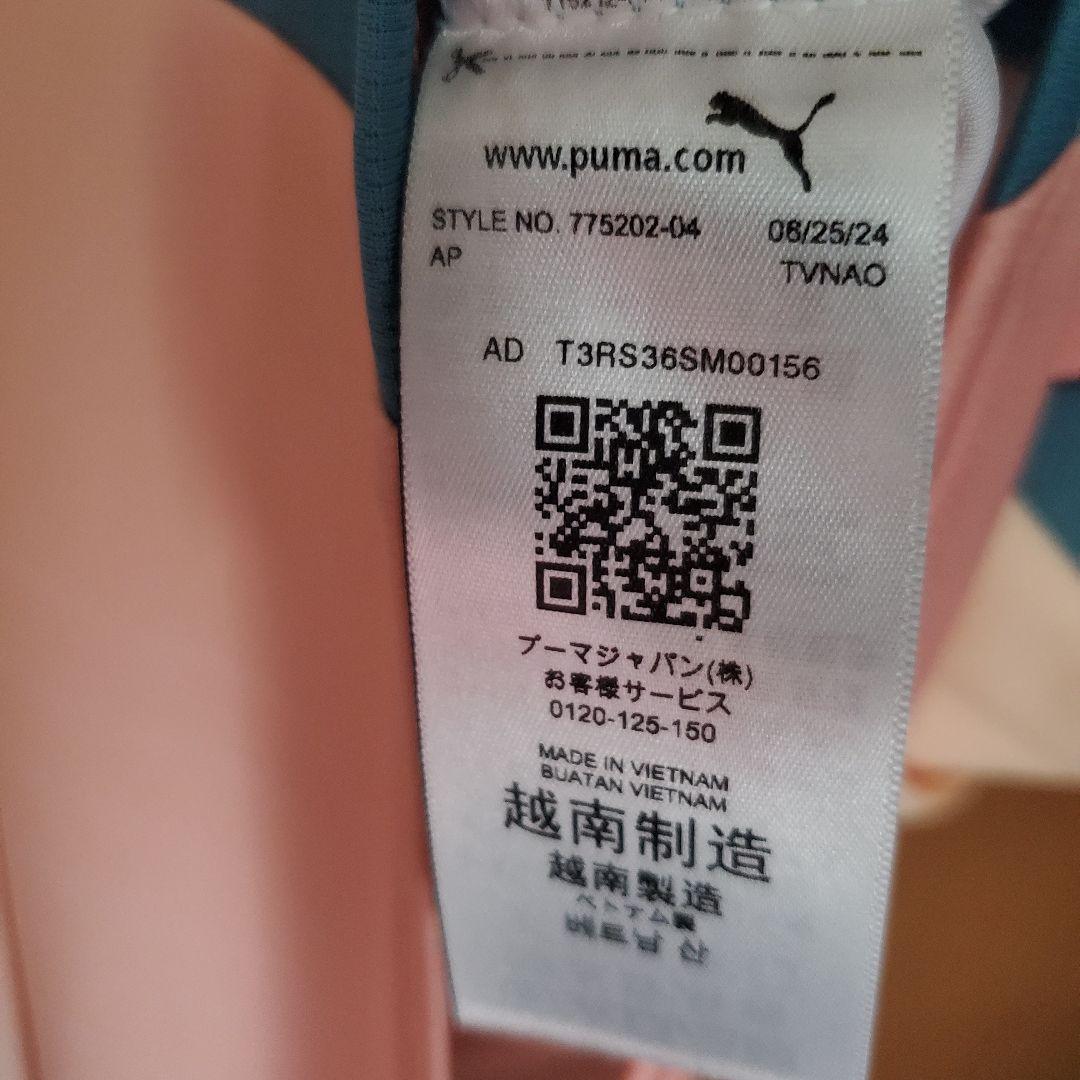 www.puma.com
STYLE NO. 775202-04 06/25/24
AP TVNAO
AD T3RS36SM00156
プーマジャパン(株)
お客様サービス
0120-125-150
MADE IN VIETNAM
BUATAN VIETNAM
越南制造
越南製造
ベトナム製
베트남 산